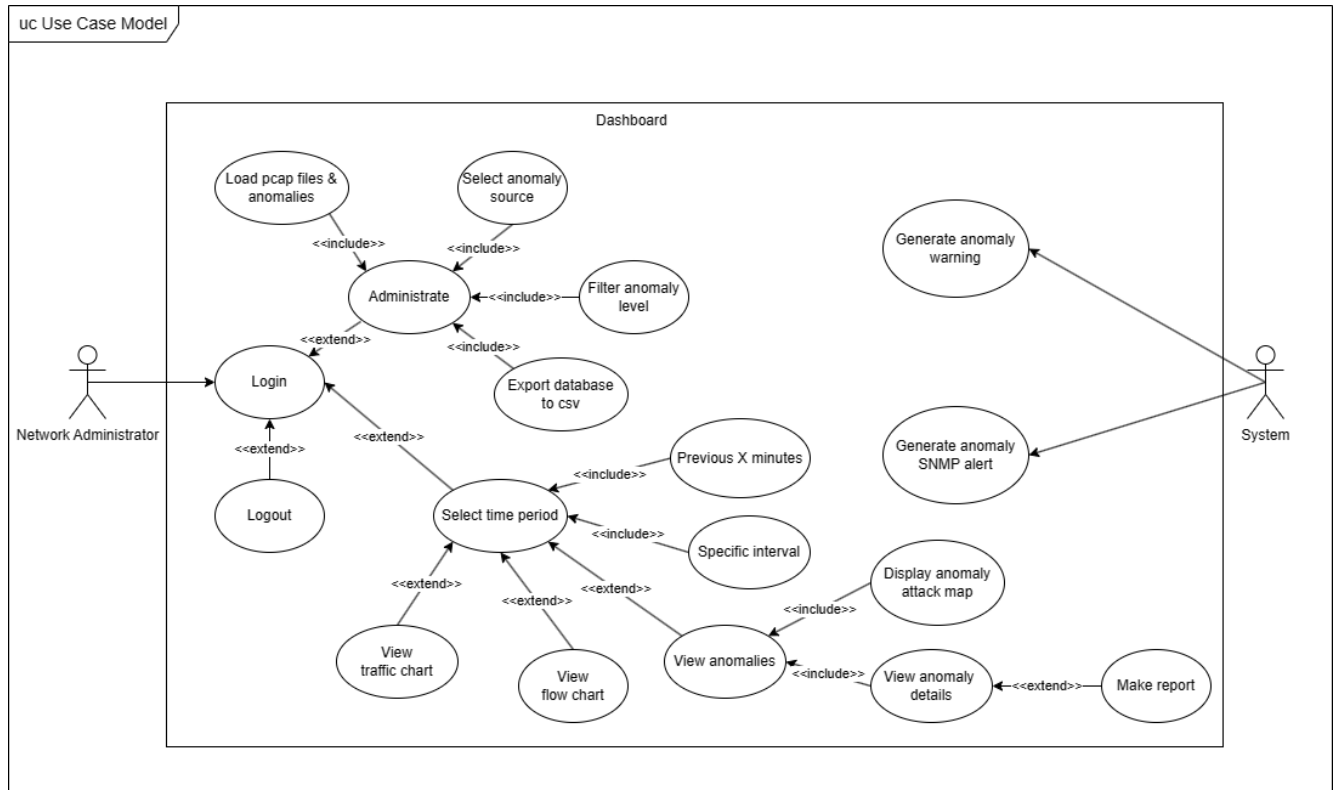 uc Use Case Model
Dashboard
Load pcap files &
anomalies
Select anomaly
source
<<include>>
<<include>>
Generate anomaly
warning
Administrate
<<include>>
Filter anomaly
level
<<extend>>
<<include>>
Login
Export database
to csv
Network Administrator
<<extend>>
<<extend>>
System
Generate anomaly
SNMP alert
Previous X minutes
<<include>>
Logout
Select time period
<<include>>
Specific interval
<<extend>>
<<extend>>
<<extend>>
Display anomaly
attack map
<<include>>
View
traffic chart
View
flow chart
View anomalies
<<include>>
View anomaly
details
<<extend>>
Make report